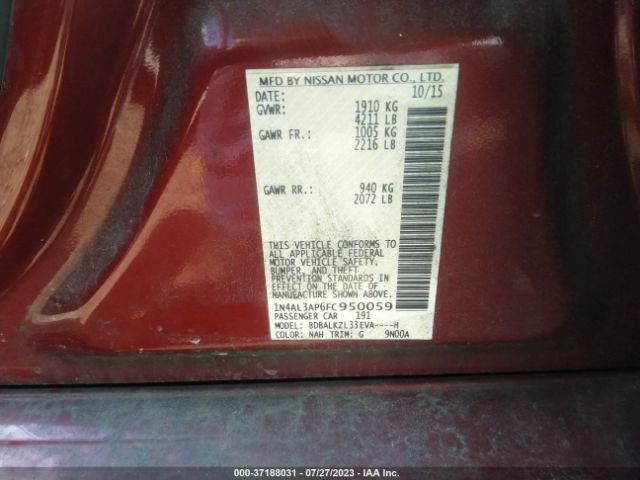 MFD BY NISSAN MOTOR CO., LTD.
DATE: 10/15
GVWR: 1910 KG
4211 LB
GAWR FR.: 1005 KG
2216 LB
GAWR RR.: 940 KG
2072 LB
THIS VEHICLE CONFORMS TO
ALL APPLICABLE FEDERAL
MOTOR VEHICLE SAFETY,
BUMPER, AND THEFT
PREVENTION STANDARDS IN
EFFECT ON THE DATE OF
MANUFACTURE SHOWN ABOVE.
1N4AL3AP6FC950059
PASSENGER CAR 191
MODEL: BDBALKZL33EVA----H
COLOR: NAH TRIM: G 9N00A
000-37188031 - 07/27/2023 - IAA Inc.